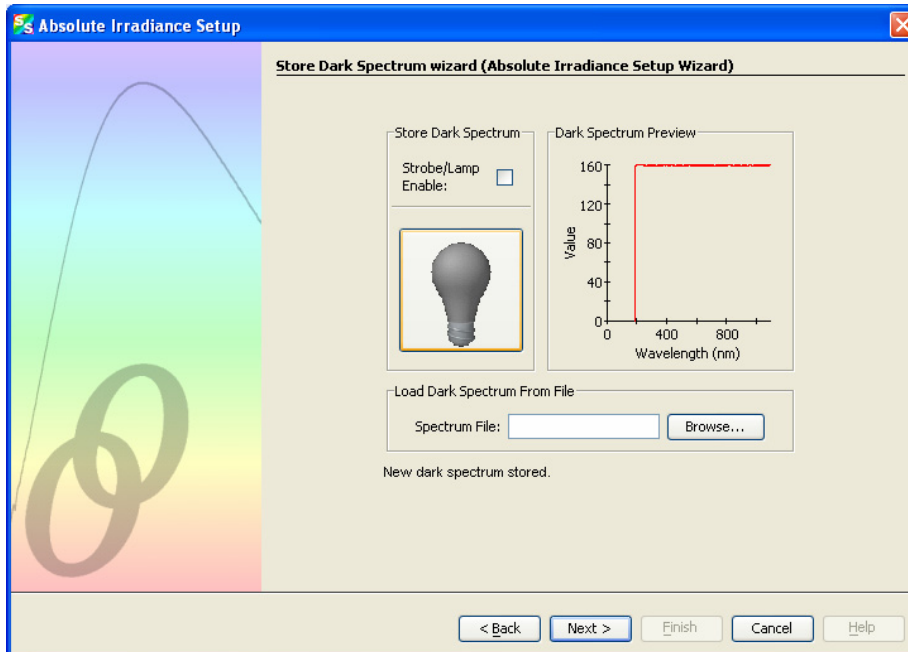 Absolute Irradiance Setup
Store Dark Spectrum wizard (Absolute Irradiance Setup Wizard)
Store Dark Spectrum
Strobe/Lamp
Enable:
Dark Spectrum Preview
160
120
80
40
0
Value
0 400 800
Wavelength (nm)
Load Dark Spectrum From File
Spectrum File:
Browse...
New dark spectrum stored.
< Back
Next >
Finish
Cancel
Help